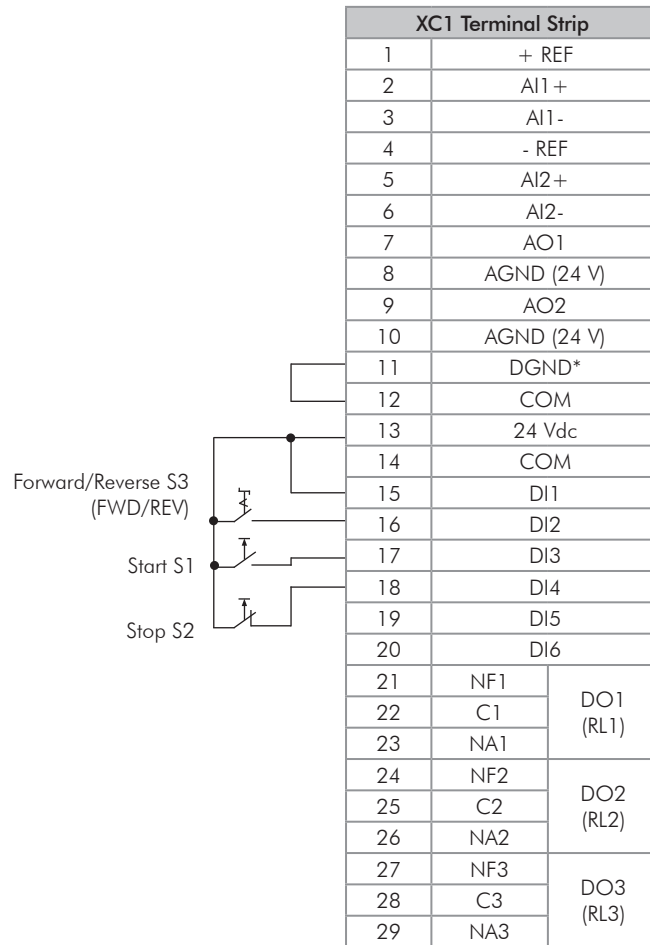 XC1 Terminal Strip
1 + REF
2 AI1+
3 AI1-
4 - REF
5 AI2+
6 AI2-
7 AO1
8 AGND (24 V)
9 AO2
10 AGND (24 V)
11 DGND*
12 COM
13 24 Vdc
14 COM
15 DI1
16 DI2
17 DI3
18 DI4
19 DI5
20 DI6
Forward/Reverse S3
(FWD/REV)
Start S1
Stop S2
21 NF1
22 C1
23 NA1
DO1
(RL1)
24 NF2
25 C2
26 NA2
DO2
(RL2)
27 NF3
28 C3
29 NA3
DO3
(RL3)